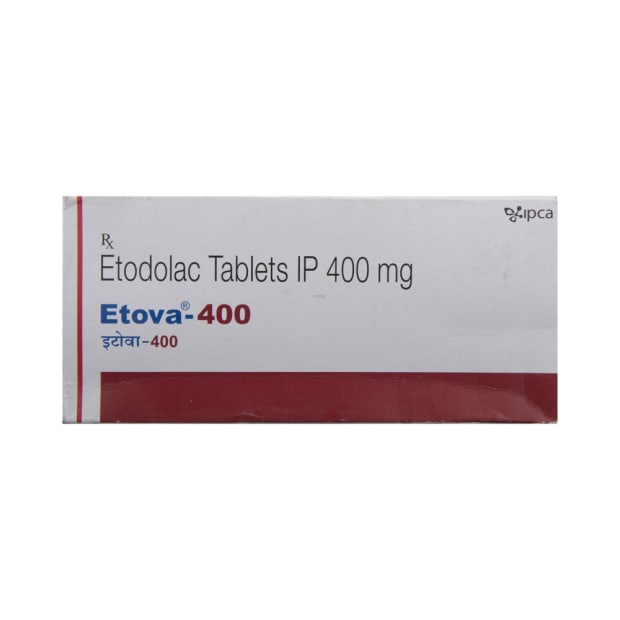 ipca
Rx
Etodolac Tablets IP 400 mg
Etova®-400
इटोवा-400